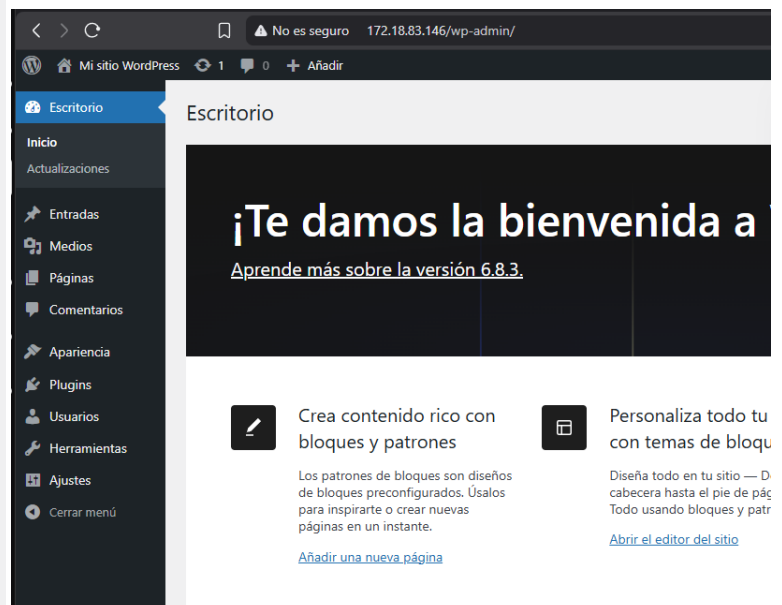 No es seguro 172.18.83.146/wp-admin/
Mi sitio WordPress 1 0 Añadir
Escritorio
Inicio
Actualizaciones
Entradas
Medios
Páginas
Comentarios
Apariencia
Plugins
Usuarios
Herramientas
Ajustes
Cerrar menú
Escritorio
¡Te damos la bienvenida a
Aprende más sobre la versión 6.8.3.
Crea contenido rico con
bloques y patrones
Los patrones de bloques son diseños
de bloques preconfigurados. Úsalos
para inspirarte o crear nuevas
páginas en un instante.
Añadir una nueva página
Personaliza todo tu
con temas de bloqu
Diseña todo en tu sitio — D
cabecera hasta el pie de pág
Todo usando bloques y patr
Abrir el editor del sitio